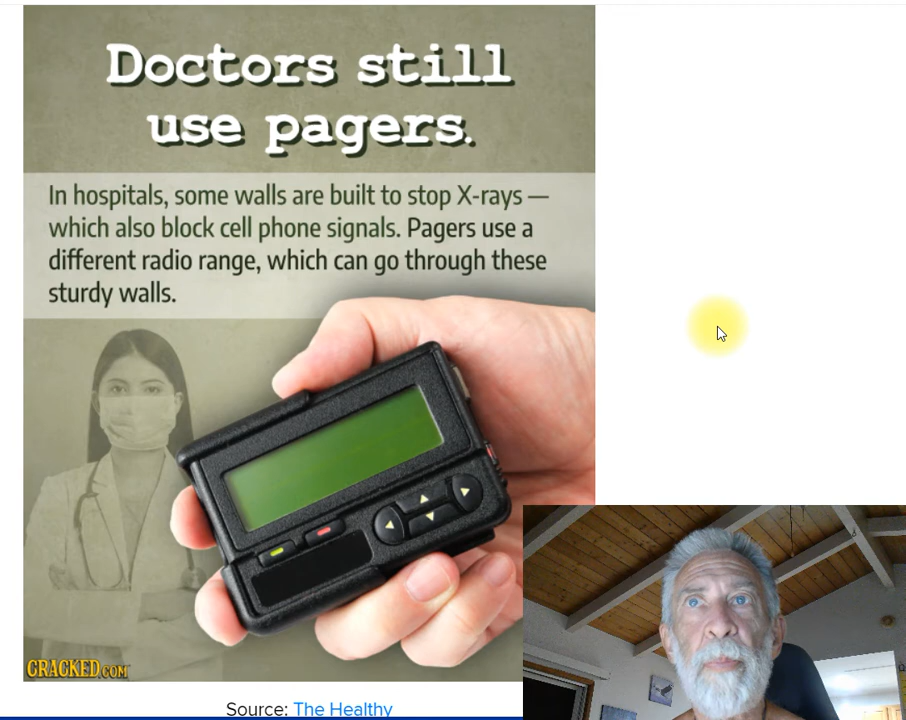 Doctors still
use pagers.
In hospitals, some walls are built to stop X-rays —
which also block cell phone signals. Pagers use a
different radio range, which can go through these
sturdy walls.
CRACKED.COM
Source: The Healthy